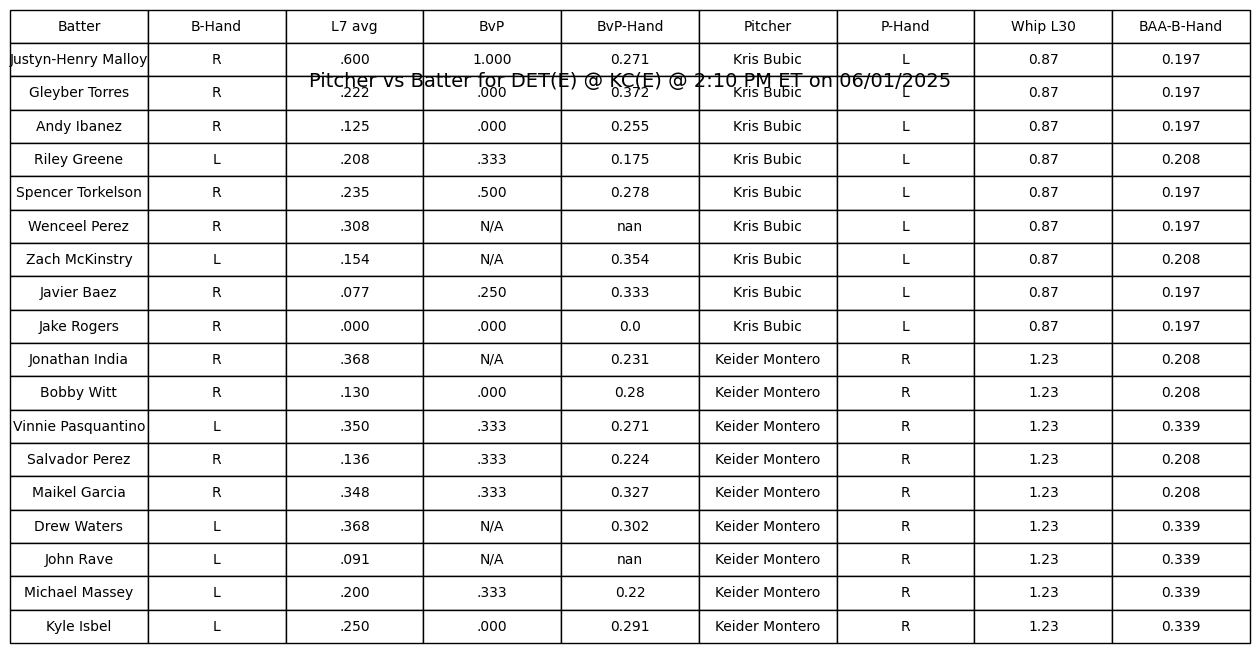 Batter B-Hand L7 avg BvP BvP-Hand Pitcher P-Hand Whip L30 BAA-B-Hand
Justyn-Henry Malloy R .600 1.000 0.271 Kris Bubic L 0.87 0.197
Pitcher vs Batter for DET(E) @ KC(E) @ 2:10 PM ET on 06/01/2025
Gleyber Torres R .222 .000 0.372 Kris Bubic L 0.87 0.197
Andy Ibanez R .125 .000 0.255 Kris Bubic L 0.87 0.197
Riley Greene L .208 .333 0.175 Kris Bubic L 0.87 0.208
Spencer Torkelson R .235 .500 0.278 Kris Bubic L 0.87 0.197
Wenceel Perez R .308 N/A nan Kris Bubic L 0.87 0.197
Zach McKinstry L .154 N/A 0.354 Kris Bubic L 0.87 0.208
Javier Baez R .077 .250 0.333 Kris Bubic L 0.87 0.197
Jake Rogers R .000 .000 0.0 Kris Bubic L 0.87 0.197
Jonathan India R .368 N/A 0.231 Keider Montero R 1.23 0.208
Bobby Witt R .130 .000 0.28 Keider Montero R 1.23 0.208
Vinnie Pasquantino L .350 .333 0.271 Keider Montero R 1.23 0.339
Salvador Perez R .136 .333 0.224 Keider Montero R 1.23 0.208
Maikel Garcia R .348 .333 0.327 Keider Montero R 1.23 0.208
Drew Waters L .368 N/A 0.302 Keider Montero R 1.23 0.339
John Rave L .091 N/A nan Keider Montero R 1.23 0.339
Michael Massey L .200 .333 0.22 Keider Montero R 1.23 0.339
Kyle Isbel L .250 .000 0.291 Keider Montero R 1.23 0.339